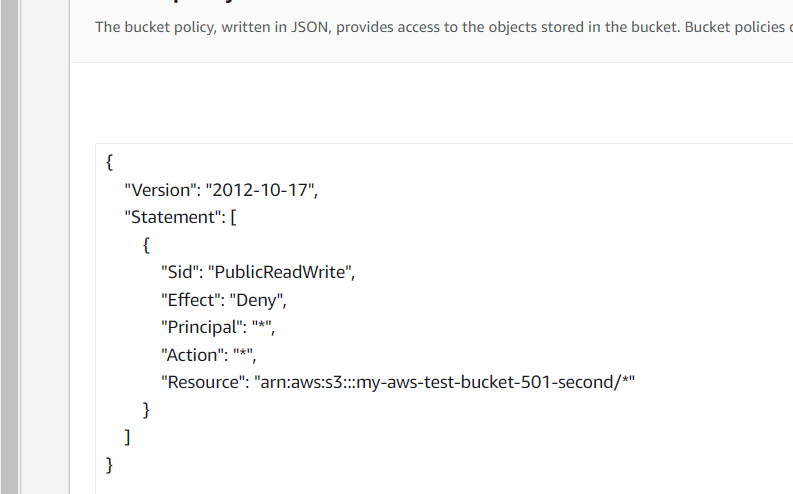 The bucket policy, written in JSON, provides access to the objects stored in the bucket. Bucket policies
{
"Version": "2012-10-17",
"Statement": [
{
"Sid": "PublicReadWrite",
"Effect": "Deny",
"Principal": "*",
"Action": "*",
"Resource": "arn:aws:s3:::my-aws-test-bucket-501-second/*"
}
]
}